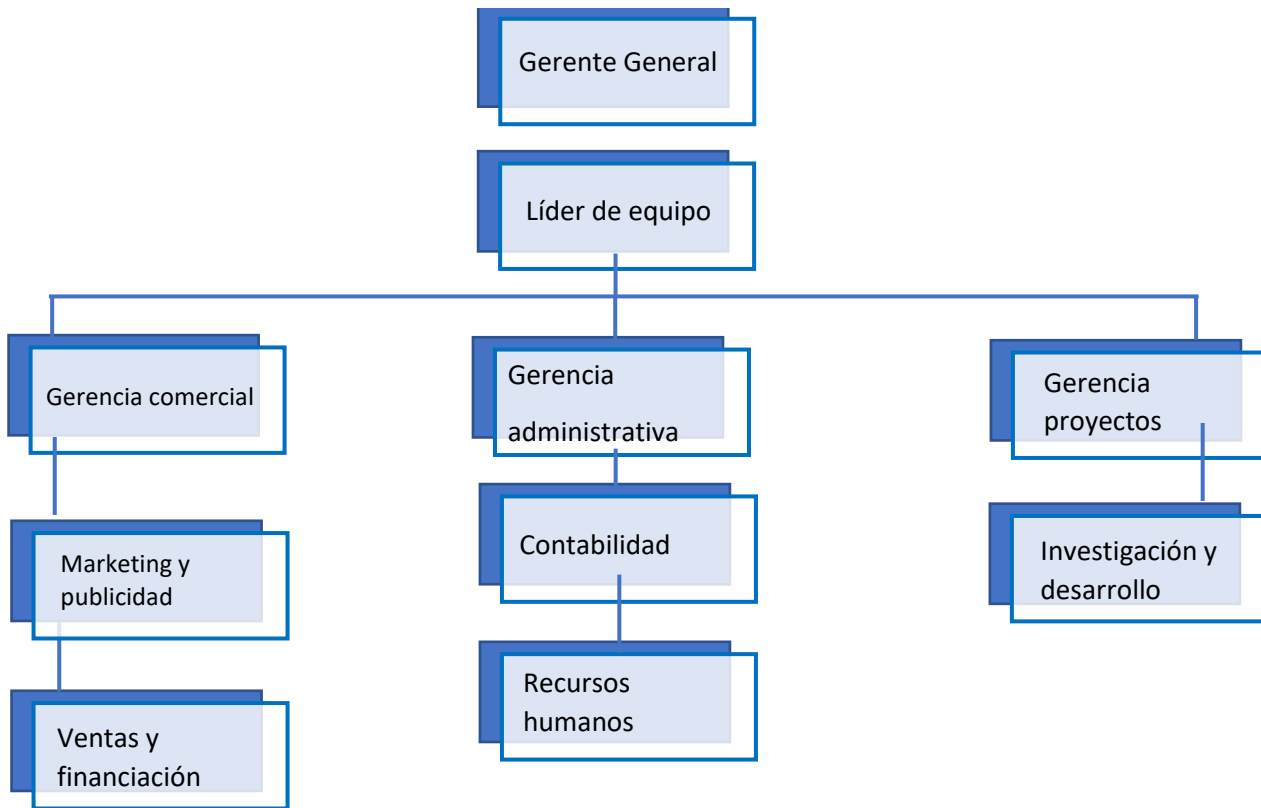 Gerente General
Líder de equipo
Gerencia comercial
Gerencia
administrativa
Gerencia
proyectos
Marketing y
publicidad
Contabilidad
Investigación y
desarrollo
Ventas y
financiación
Recursos
humanos